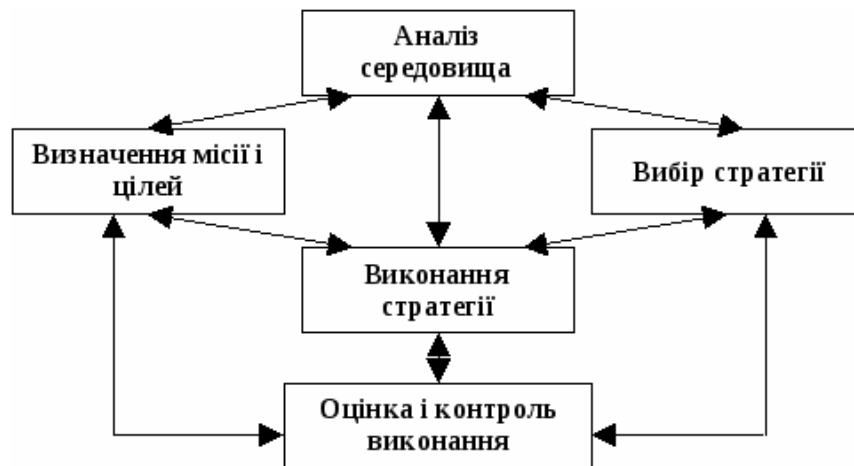 Аналіз
середовища
Визначення місії і
цілей
Вибір стратегії
Виконання
стратегії
Оцінка і контроль
виконання